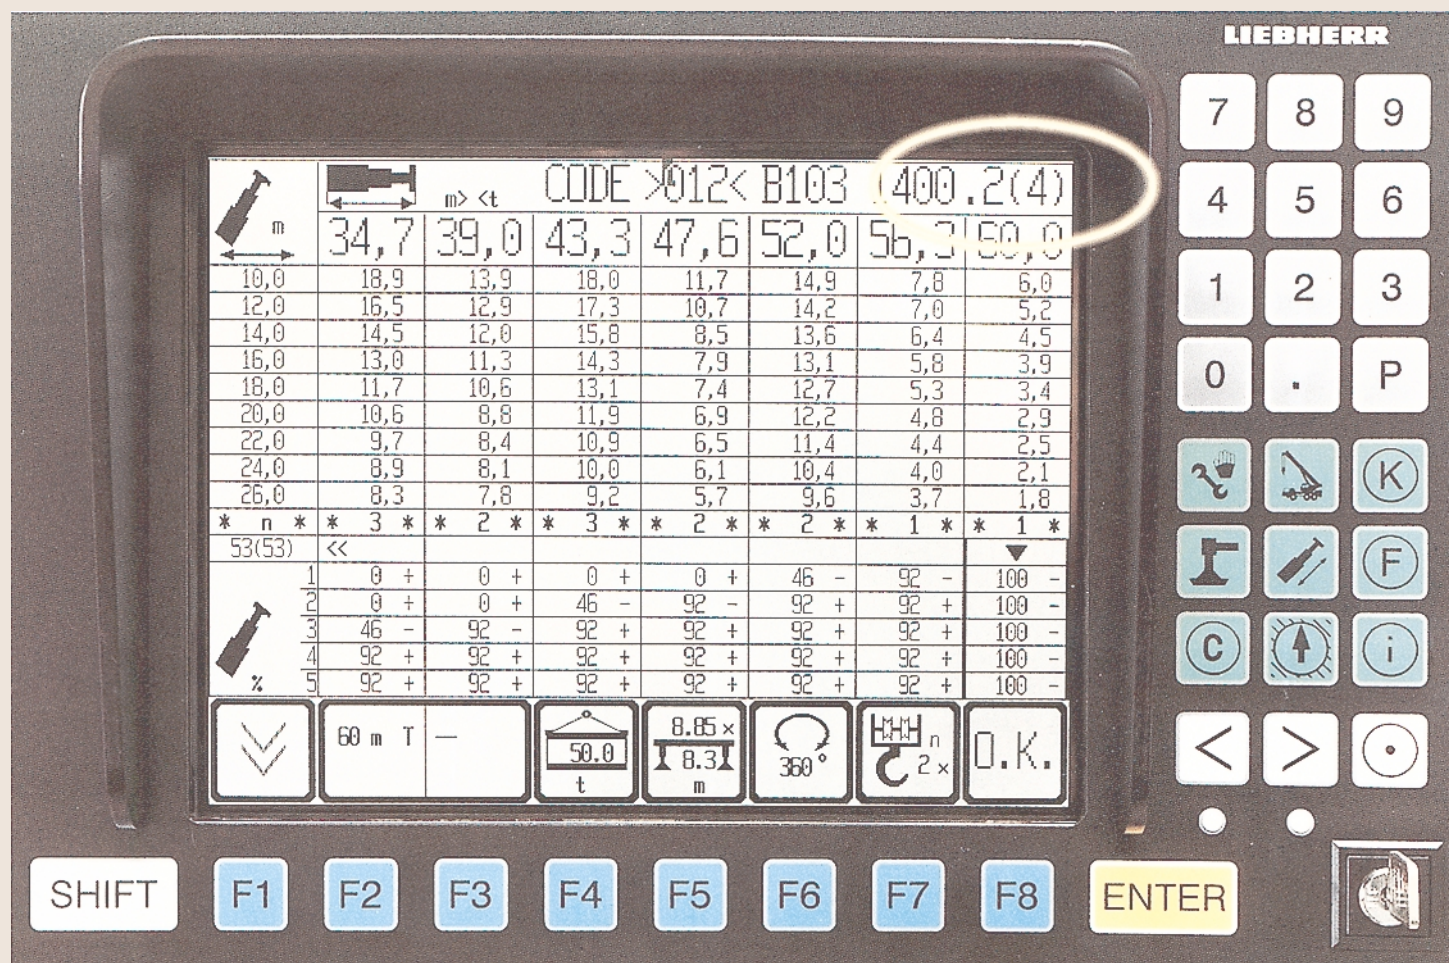 LIEBHERR
m> <t CODE >012< B103 400.2(4)
m 34,7 39,0 43,3 47,6 52,0 56,3 60,0
10,0 18,9 13,9 18,0 11,7 14,9 7,8 6,0
12,0 16,5 12,9 17,3 10,7 14,2 7,0 5,2
14,0 14,5 12,0 15,8 8,5 13,6 6,4 4,5
16,0 13,0 11,3 14,3 7,9 13,1 5,8 3,9
18,0 11,7 10,6 13,1 7,4 12,7 5,3 3,4
20,0 10,6 8,8 11,9 6,9 12,2 4,8 2,9
22,0 9,7 8,4 10,9 6,5 11,4 4,4 2,5
24,0 8,9 8,1 10,0 6,1 10,4 4,0 2,1
26,0 8,3 7,8 9,2 5,7 9,6 3,7 1,8
* n * * 3 * * 2 * * 3 * * 2 * * 2 * * 1 * * 1 *
53(53) <<
1 0 + 0 + 0 + 0 + 46 - 92 - 100 -
2 0 + 0 + 46 - 92 - 92 + 92 + 100 -
3 46 - 92 - 92 + 92 + 92 + 92 + 100 -
4 92 + 92 + 92 + 92 + 92 + 92 + 100 -
% 5 92 + 92 + 92 + 92 + 92 + 92 + 100 -
60 m T —
50.0
t
8.85 x
8.3
m
360°
n
2 x
O.K.
7 8 9
4 5 6
1 2 3
0 . P
K
F
C i
< >
SHIFT F1 F2 F3 F4 F5 F6 F7 F8 ENTER